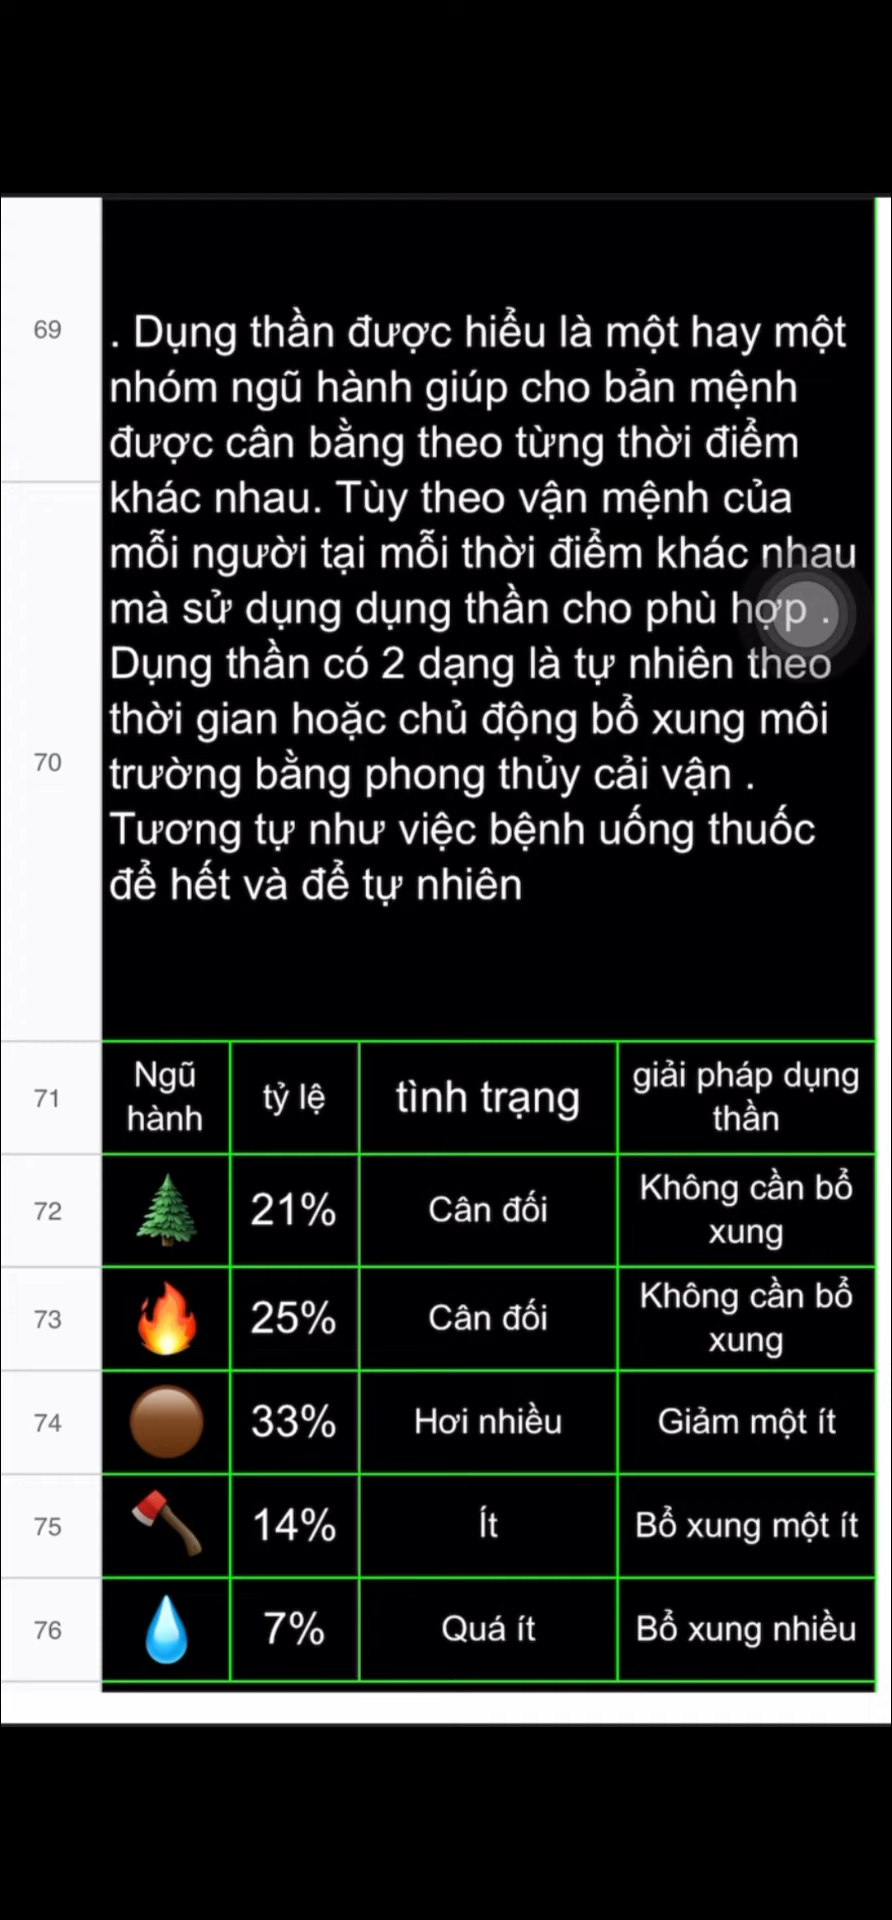 69
. Dụng thần được hiểu là một hay một
nhóm ngũ hành giúp cho bản mệnh
được cân bằng theo từng thời điểm
khác nhau. Tùy theo vận mệnh của
mỗi người tại mỗi thời điểm khác nhau
mà sử dụng dụng thần cho phù hợp .
Dụng thần có 2 dạng là tự nhiên theo
thời gian hoặc chủ động bổ xung môi
70
trường bằng phong thủy cải vận .
Tương tự như việc bệnh uống thuốc
để hết và để tự nhiên
71
Ngũ
hành
tỷ lệ
tình trạng
giải pháp dụng
thần
72
21%
Cân đối
Không cần bổ
xung
73
25%
Cân đối
Không cần bổ
xung
74
33%
Hơi nhiều
Giảm một ít
75
14%
Ít
Bổ xung một ít
76
7%
Quá ít
Bổ xung nhiều